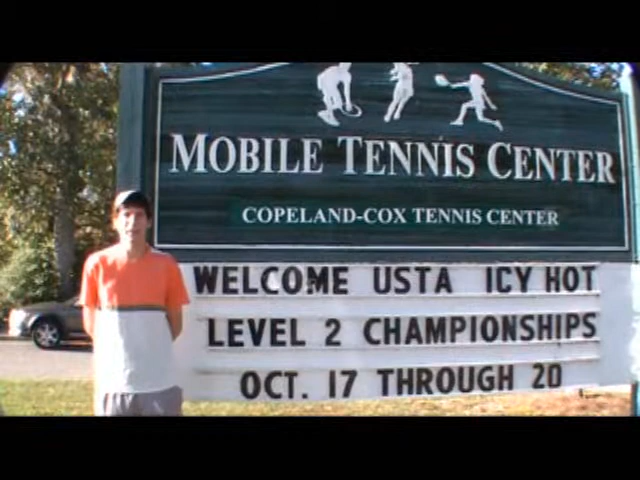 MOBILE TENNIS CENTER
COPELAND-COX TENNIS CENTER
WELCOME USTA ICY HOT
LEVEL 2 CHAMPIONSHIPS
OCT. 17 THROUGH 20